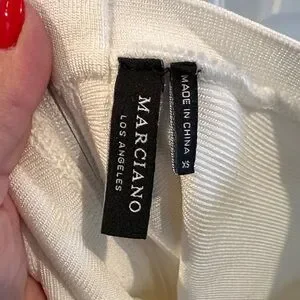 MARCIANO
LOS ANGELES
MADE IN CHINA
XS